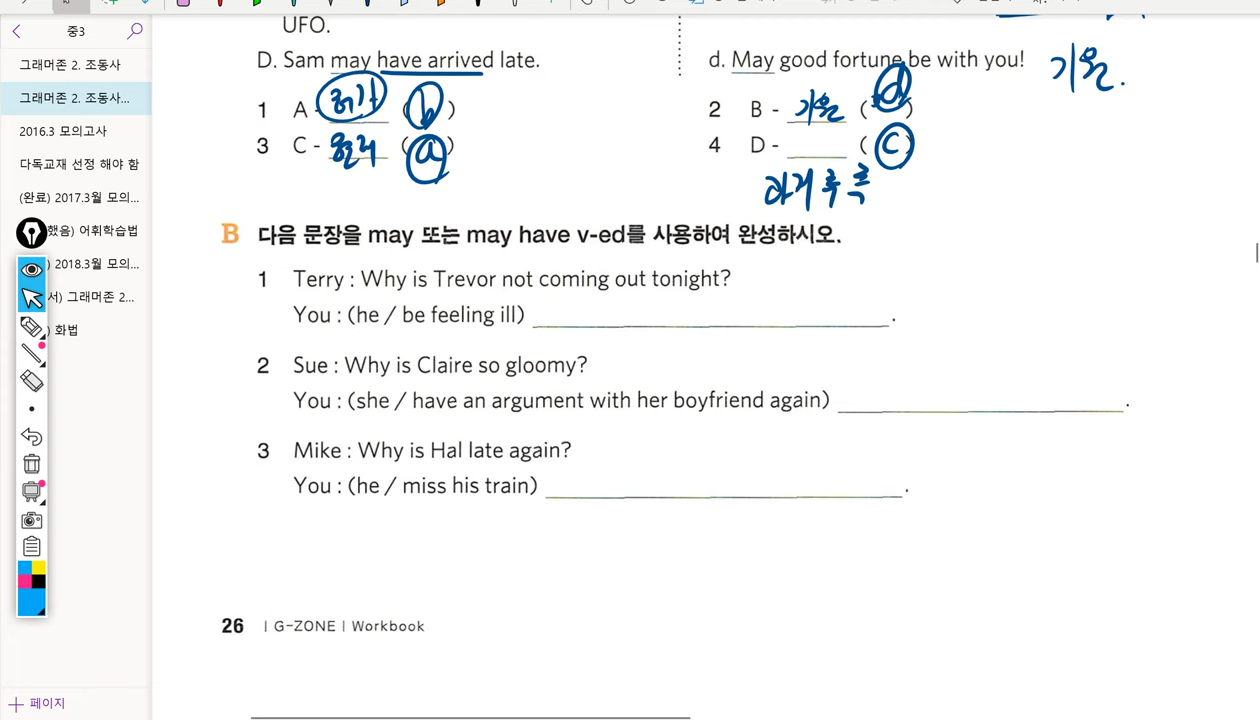 중3
그래머존 2. 조동사
그래머존 2. 조동사...
2016.3 모의고사
다독교재 선정 해야 함
(완료) 2017.3월 모의...
했음) 어휘학습법
) 2018.3월 모의...
서) 그래머존 2...
) 화법
페이지
UFO.
D. Sam may have arrived late.
d. May good fortune be with you!
기원.
1 A - 허가 ( b )
2 B - 기원 ( d )
3 C - ( a )
4 D - ( c )
과거 추측
B 다음 문장을 may 또는 may have v-ed를 사용하여 완성하시오.
1 Terry : Why is Trevor not coming out tonight?
You : (he / be feeling ill) .
2 Sue : Why is Claire so gloomy?
You : (she / have an argument with her boyfriend again) .
3 Mike : Why is Hal late again?
You : (he / miss his train) .
26 | G-ZONE | Workbook